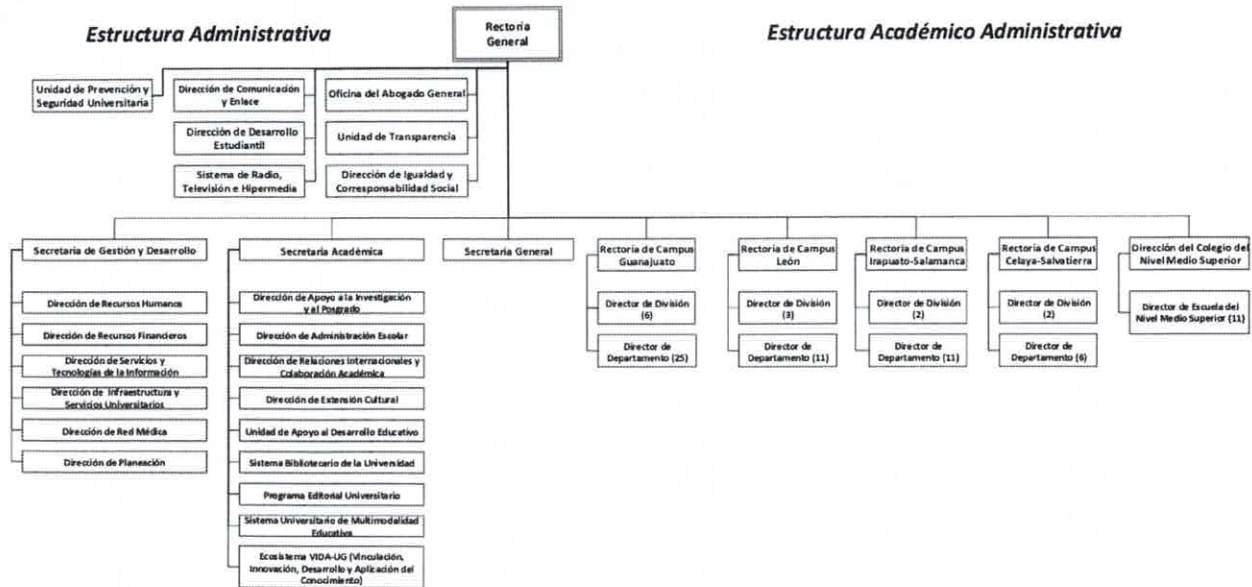 Estructura Administrativa
Rectoría
General
Estructura Académico Administrativa
Unidad de Prevención y
Seguridad Universitaria
Dirección de Comunicación
y Enlace
Oficina del Abogado General
Dirección de Desarrollo
Estudiantil
Unidad de Transparencia
Sistema de Radio,
Televisión e Hipermedia
Dirección de Igualdad y
Corresponsabilidad Social
Secretaría de Gestión y Desarrollo
Secretaría Académica
Secretaría General
Rectoría de Campus
Guanajuato
Rectoría de Campus
León
Rectoría de Campus
Irapuato-Salamanca
Rectoría de Campus
Celaya-Salvatierra
Dirección del Colegio del
Nivel Medio Superior
Dirección de Recursos Humanos
Dirección de Recursos Financieros
Dirección de Servicios y
Tecnologías de la Información
Dirección de Infraestructura y
Servicios Universitarios
Dirección de Red Médica
Dirección de Planeación
Dirección de Apoyo a la Investigación
y al Posgrado
Dirección de Administración Escolar
Dirección de Relaciones Internacionales y
Colaboración Académica
Dirección de Extensión Cultural
Unidad de Apoyo al Desarrollo Educativo
Sistema Bibliotecario de la Universidad
Programa Editorial Universitario
Sistema Universitario de Multimodalidad
Educativa
Ecosistema VIDA-UG (Vinculación,
Innovación, Desarrollo y Aplicación del
Conocimiento)
Director de División
(6)
Director de
Departamento (25)
Director de División
(3)
Director de
Departamento (11)
Director de División
(2)
Director de
Departamento (11)
Director de División
(2)
Director de
Departamento (6)
Director de Escuela del
Nivel Medio Superior (11)